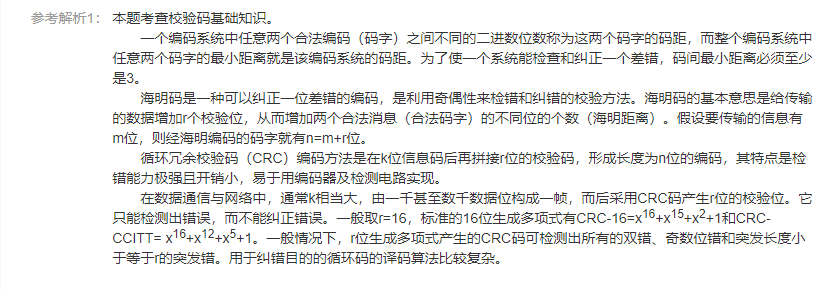 参考解析1： 本题考查校验码基础知识。
一个编码系统中任意两个合法编码（码字）之间不同的二进数位数称为这两个码字的码距，而整个编码系统中
任意两个码字的最小距离就是该编码系统的码距。为了使一个系统能检查和纠正一个差错，码间最小距离必须至少
是3。
海明码是一种可以纠正一位差错的编码，是利用奇偶性来检错和纠错的校验方法。海明码的基本意思是给传输
的数据增加r个校验位，从而增加两个合法消息（合法码字）的不同位的个数（海明距离）。假设要传输的信息有
m位，则经海明编码的码字就有n=m+r位。
循环冗余校验码（CRC）编码方法是在k位信息码后再拼接r位的校验码，形成长度为n位的编码，其特点是检
错能力极强且开销小，易于用编码器及检测电路实现。
在数据通信与网络中，通常k相当大，由一千甚至数千数据位构成一帧，而后采用CRC码产生r位的校验位。它
只能检测出错误，而不能纠正错误。一般取r=16，标准的16位生成多项式有CRC-16=x¹⁶+x¹⁵+x²+1和CRC-
CCITT= x¹⁶+x¹²+x⁵+1。一般情况下，r位生成多项式产生的CRC码可检测出所有的双错、奇数位错和突发长度小
于等于r的突发错。用于纠错目的的循环码的译码算法比较复杂。